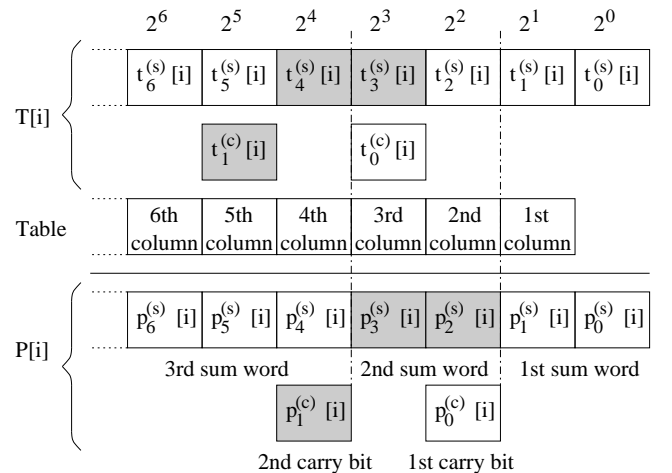 2^6 2^5 2^4 2^3 2^2 2^1 2^0
T[i]
t_6^(s) [i] t_5^(s) [i] t_4^(s) [i] t_3^(s) [i] t_2^(s) [i] t_1^(s) [i] t_0^(s) [i]
t_1^(c) [i] t_0^(c) [i]
Table
6th column 5th column 4th column 3rd column 2nd column 1st column
P[i]
p_6^(s) [i] p_5^(s) [i] p_4^(s) [i] p_3^(s) [i] p_2^(s) [i] p_1^(s) [i] p_0^(s) [i]
3rd sum word 2nd sum word 1st sum word
p_1^(c) [i] p_0^(c) [i]
2nd carry bit 1st carry bit